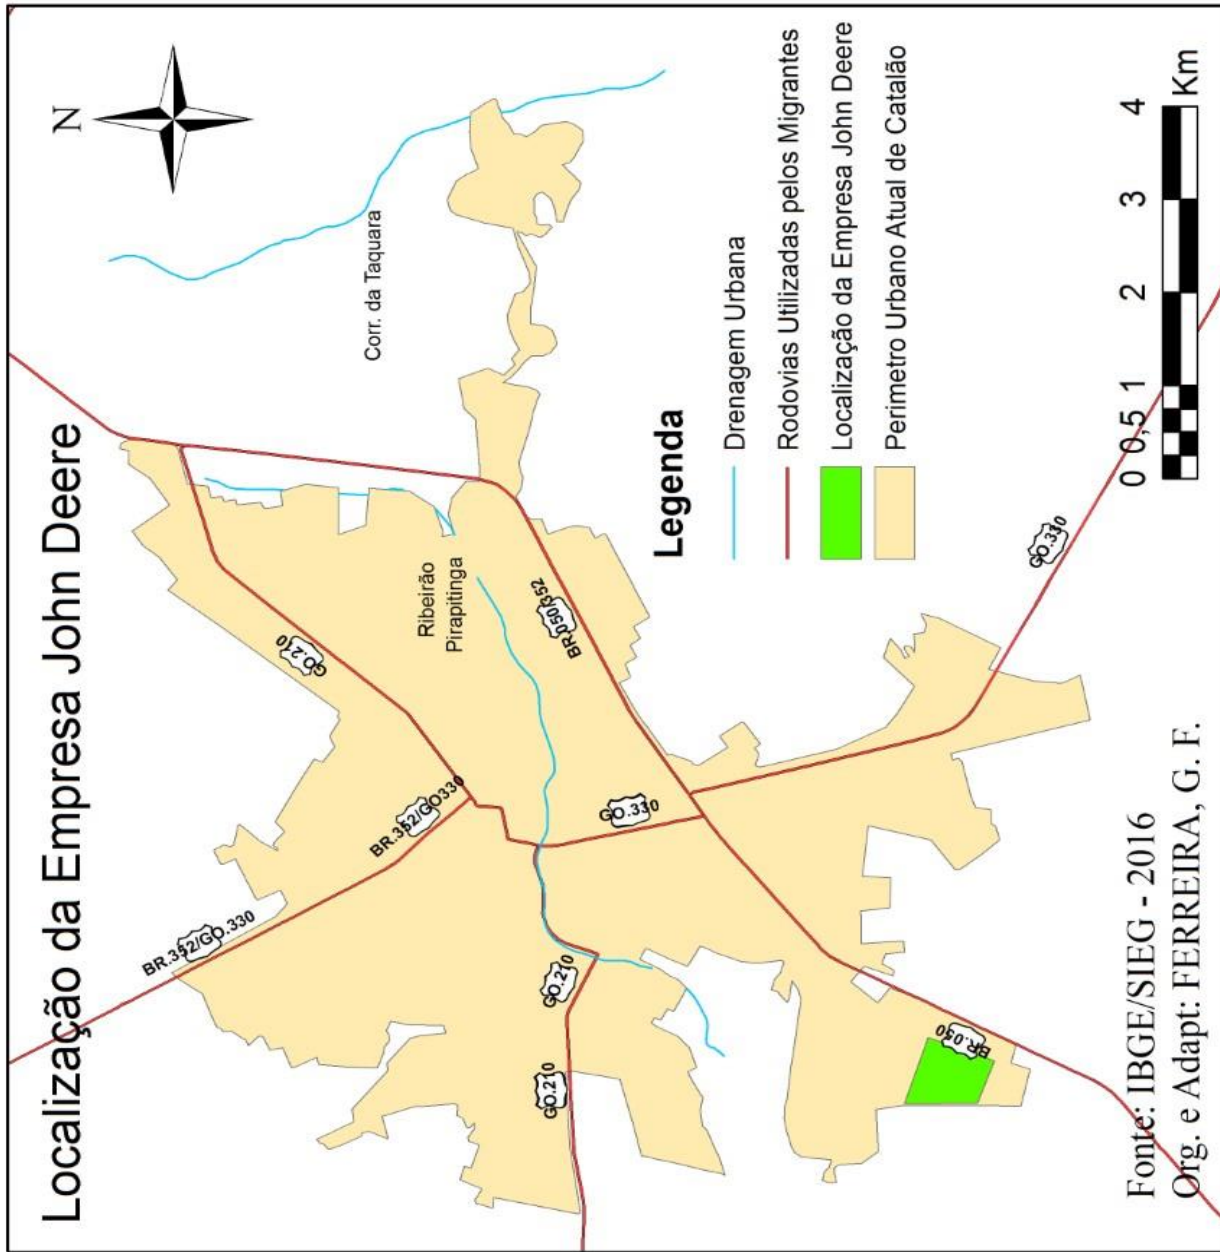 Localização da Empresa John Deere
N
Corr. da Taquara
Ribeirão
Pirapitinga
GO.210
BR.352/GO330
BR.352/GO.330
BR.050/352
GO.330
GO.210
GO.210
GO.330
BR.050
Legenda
Drenagem Urbana
Rodovias Utilizadas pelos Migrantes
Localização da Empresa John Deere
Perimetro Urbano Atual de Catalão
0 0,5 1 2 3 4
Km
Fonte: IBGE/SIEG - 2016
Org. e Adapt: FERREIRA, G. F.